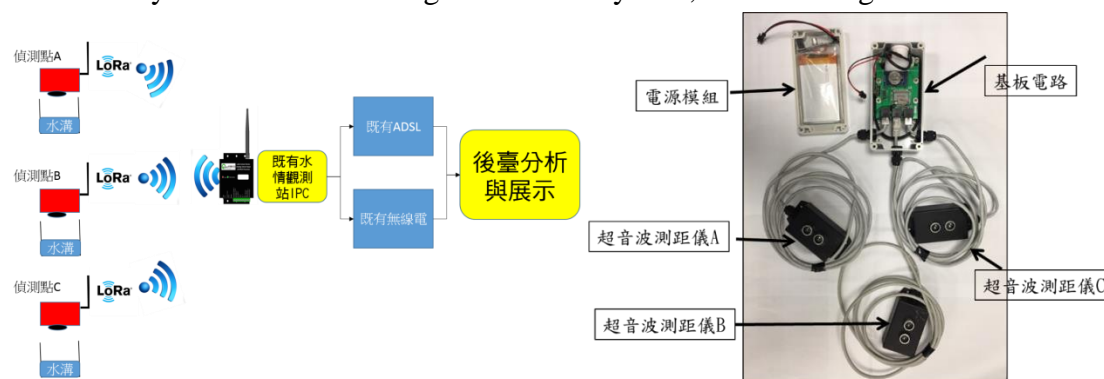 偵測點A
LoRa
水溝
偵測點B
LoRa
水溝
偵測點C
LoRa
水溝
既有水
情觀測
站IPC
既有ADSL
既有無線電
後臺分析
與展示
電源模組
基板電路
超音波測距儀A
超音波測距儀C
超音波測距儀B